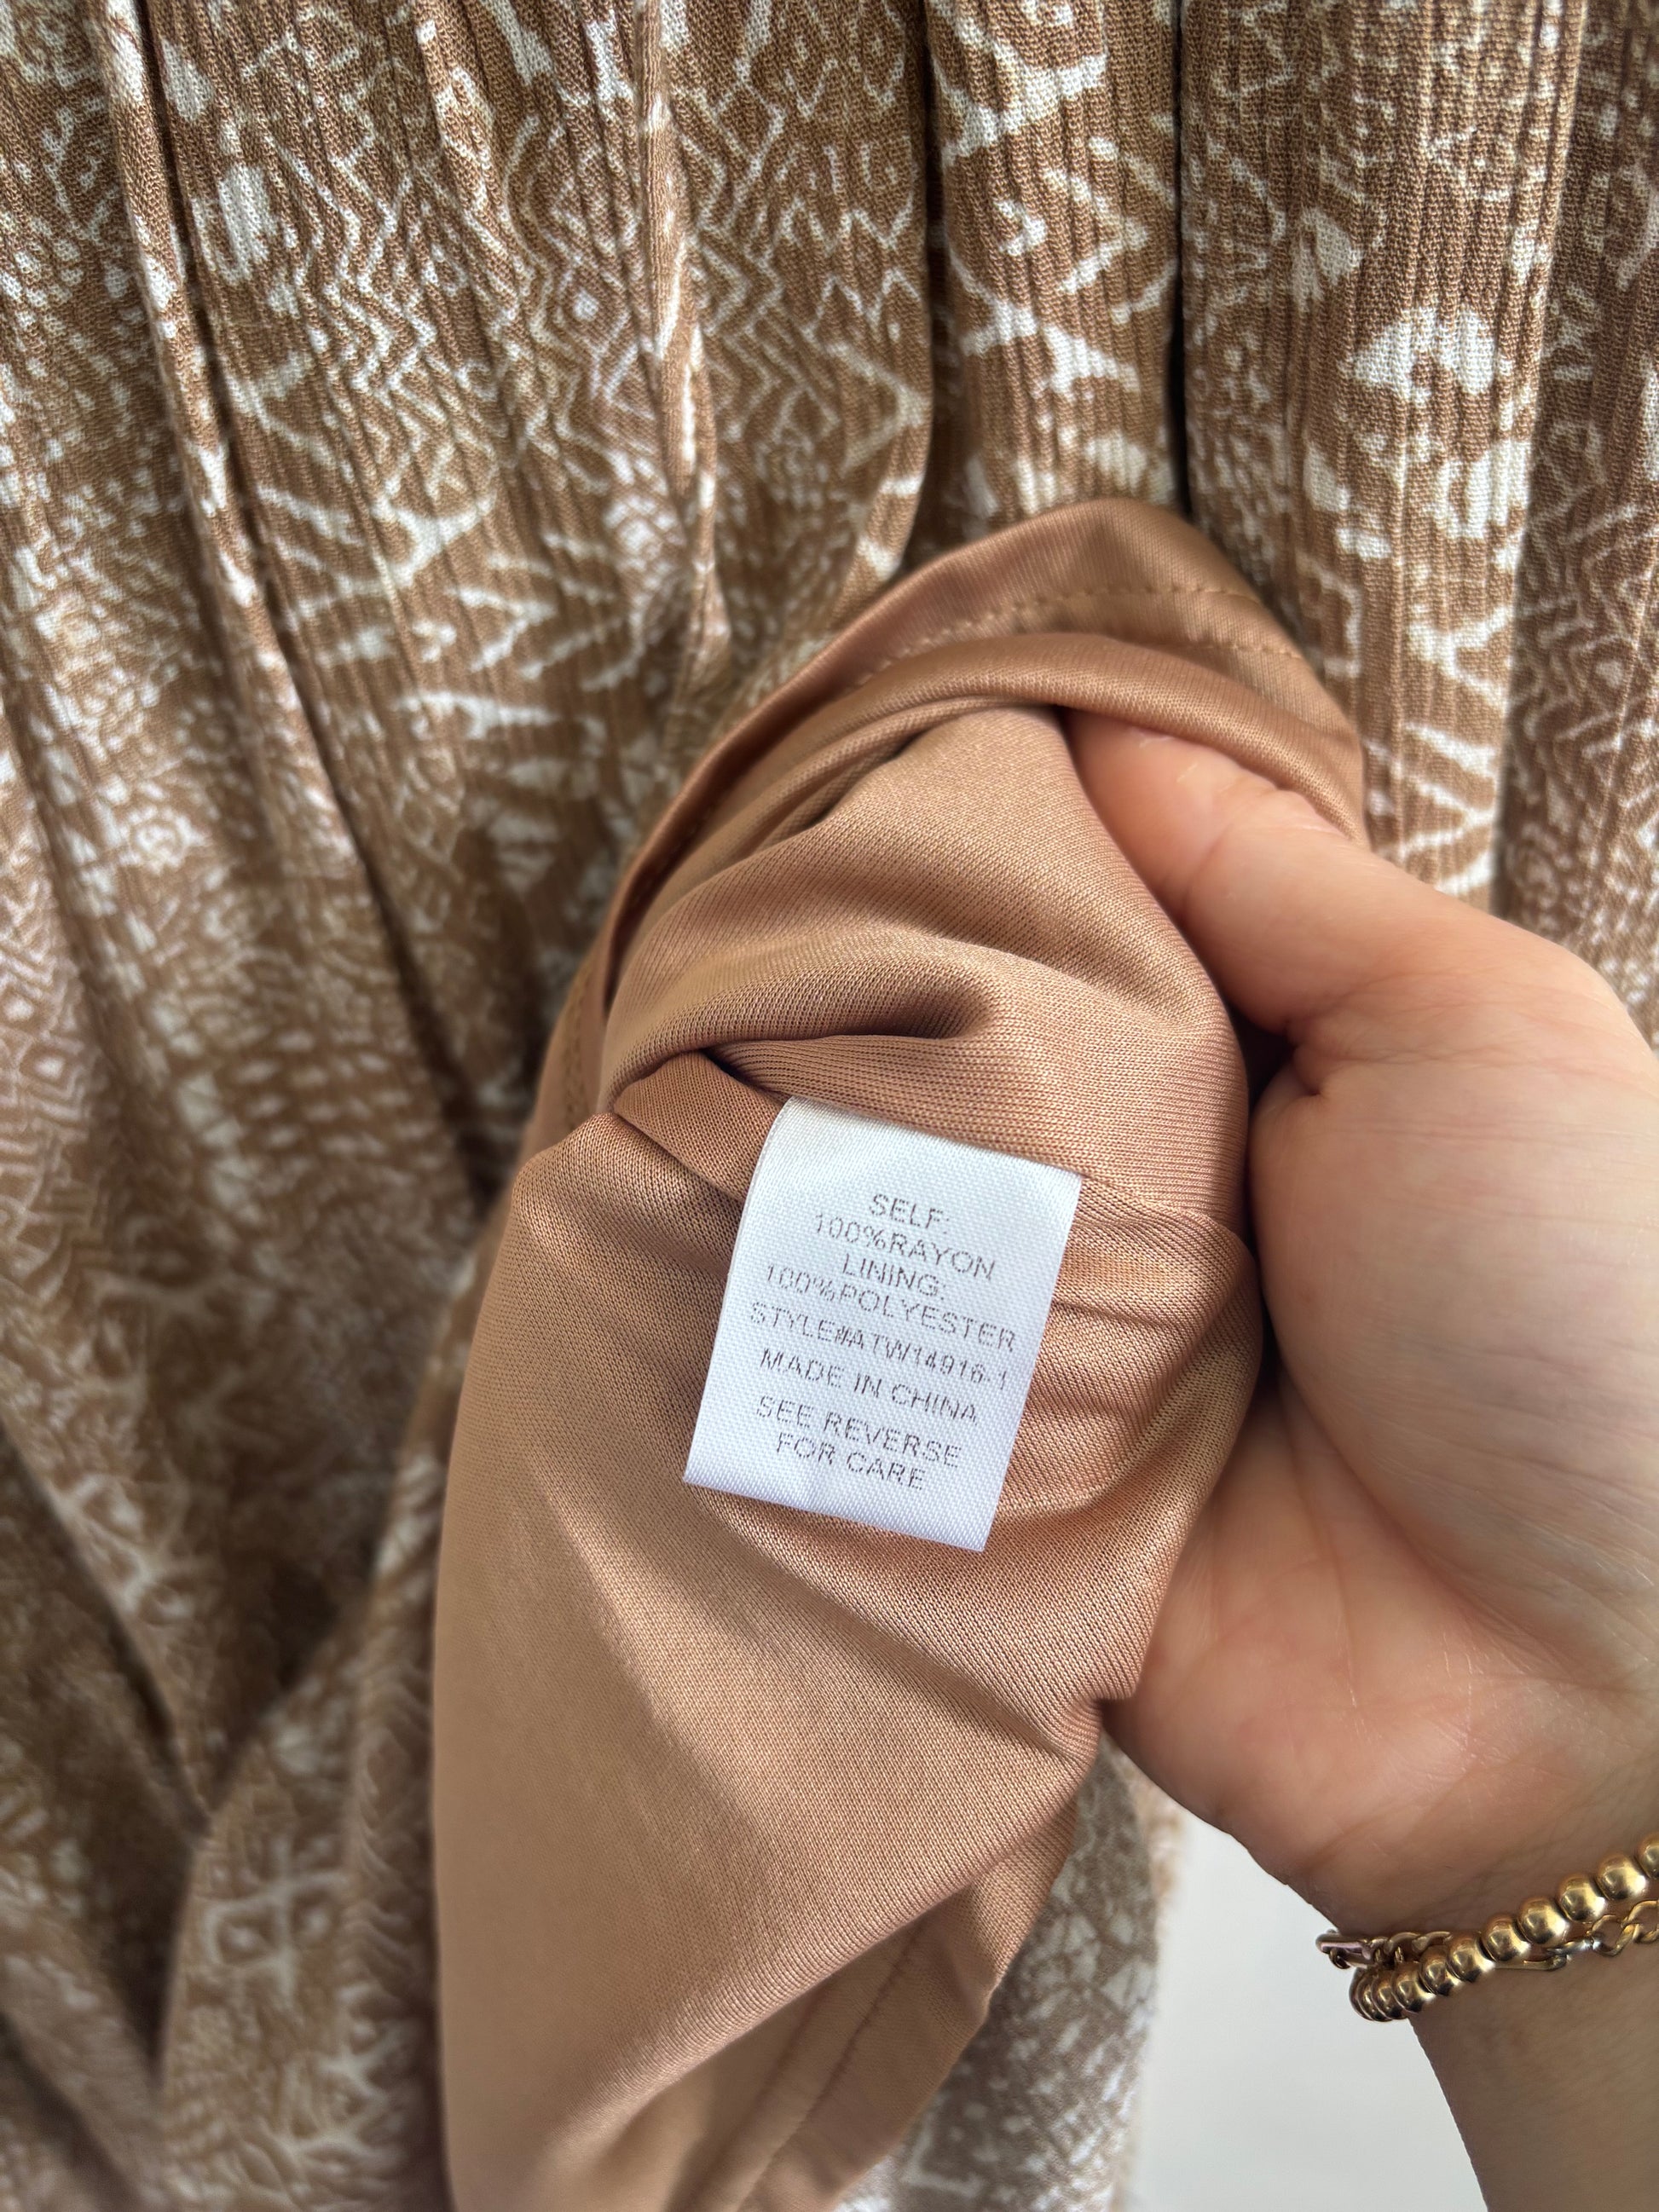 SELF:
100%RAYON
LINING:
100%POLYESTER
STYLE#ATW14916-1
MADE IN CHINA
SEE REVERSE
FOR CARE